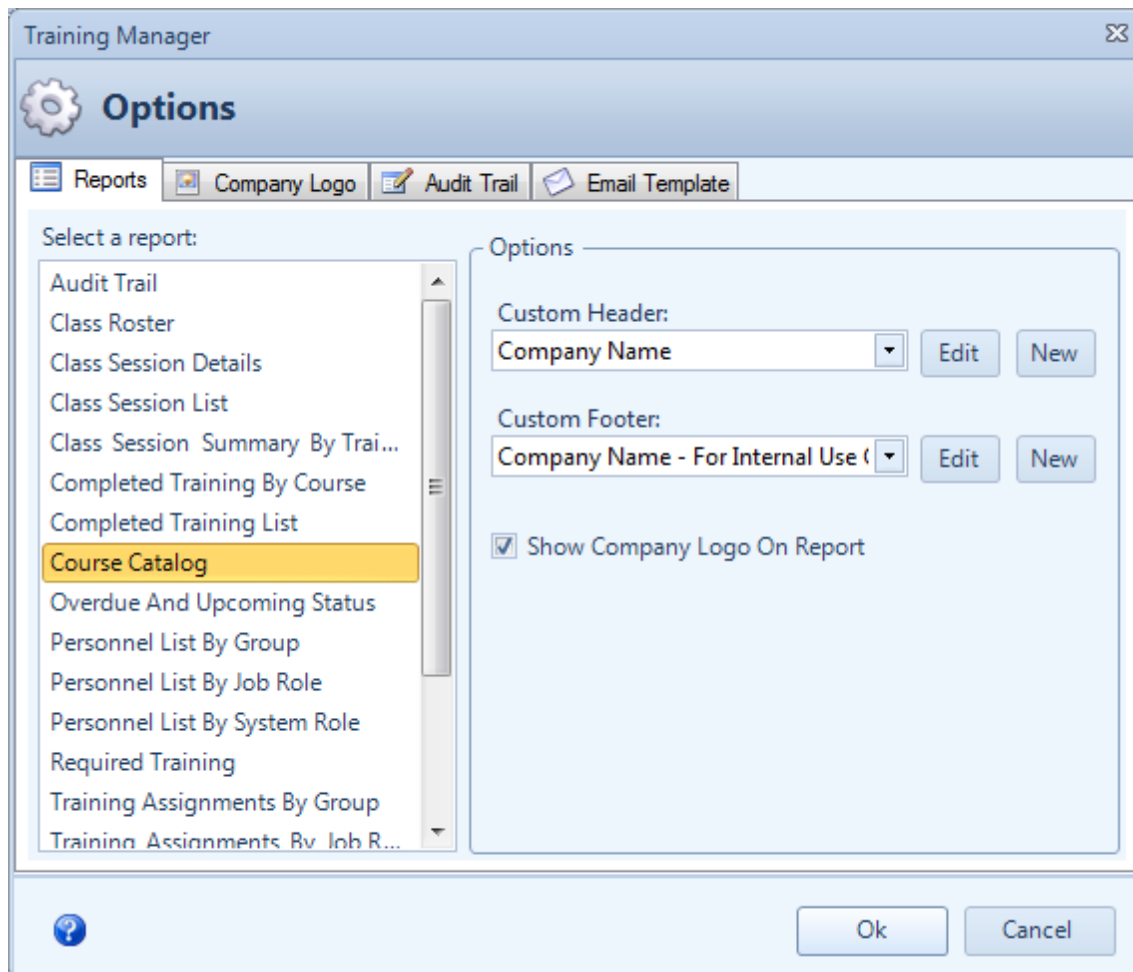 Training Manager
Options
Reports
Company Logo
Audit Trail
Email Template
Select a report:
Audit Trail
Class Roster
Class Session Details
Class Session List
Class Session Summary By Trai...
Completed Training By Course
Completed Training List
Course Catalog
Overdue And Upcoming Status
Personnel List By Group
Personnel List By Job Role
Personnel List By System Role
Required Training
Training Assignments By Group
Training Assignments By Job R...
Options
Custom Header:
Company Name
Edit
New
Custom Footer:
Company Name - For Internal Use
Edit
New
Show Company Logo On Report
Ok
Cancel